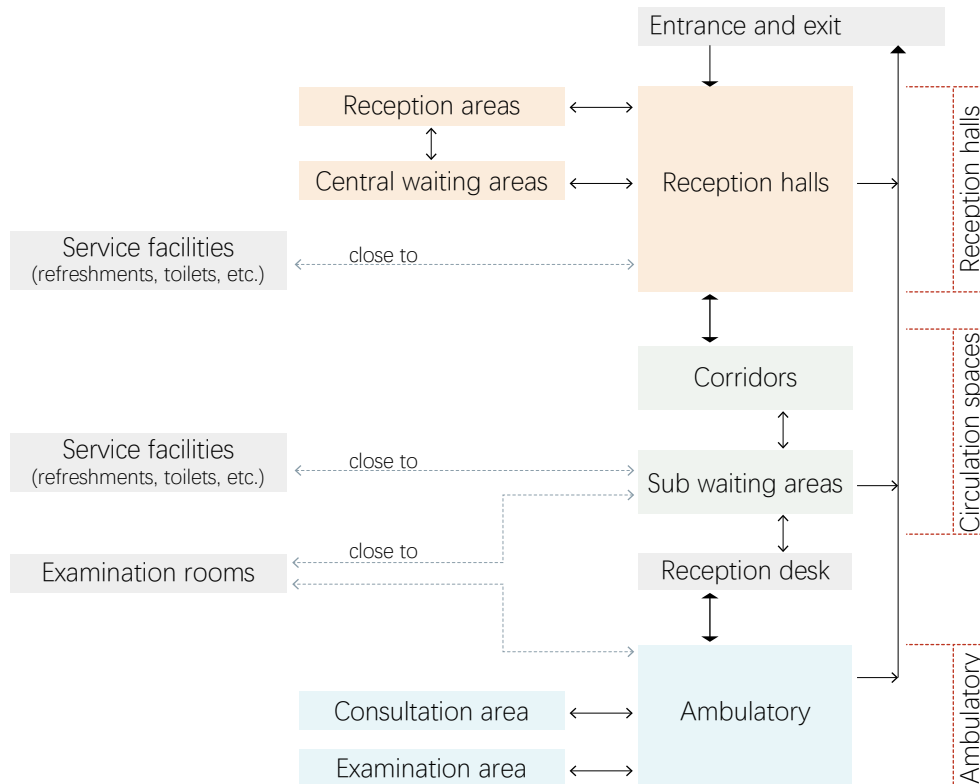 Entrance and exit
Reception areas
Central waiting areas
Reception halls
Reception halls
Service facilities
(refreshments, toilets, etc.)
close to
Corridors
Circulation spaces
Service facilities
(refreshments, toilets, etc.)
close to
Sub waiting areas
close to
Examination rooms
Reception desk
Consultation area
Ambulatory
Ambulatory
Examination area